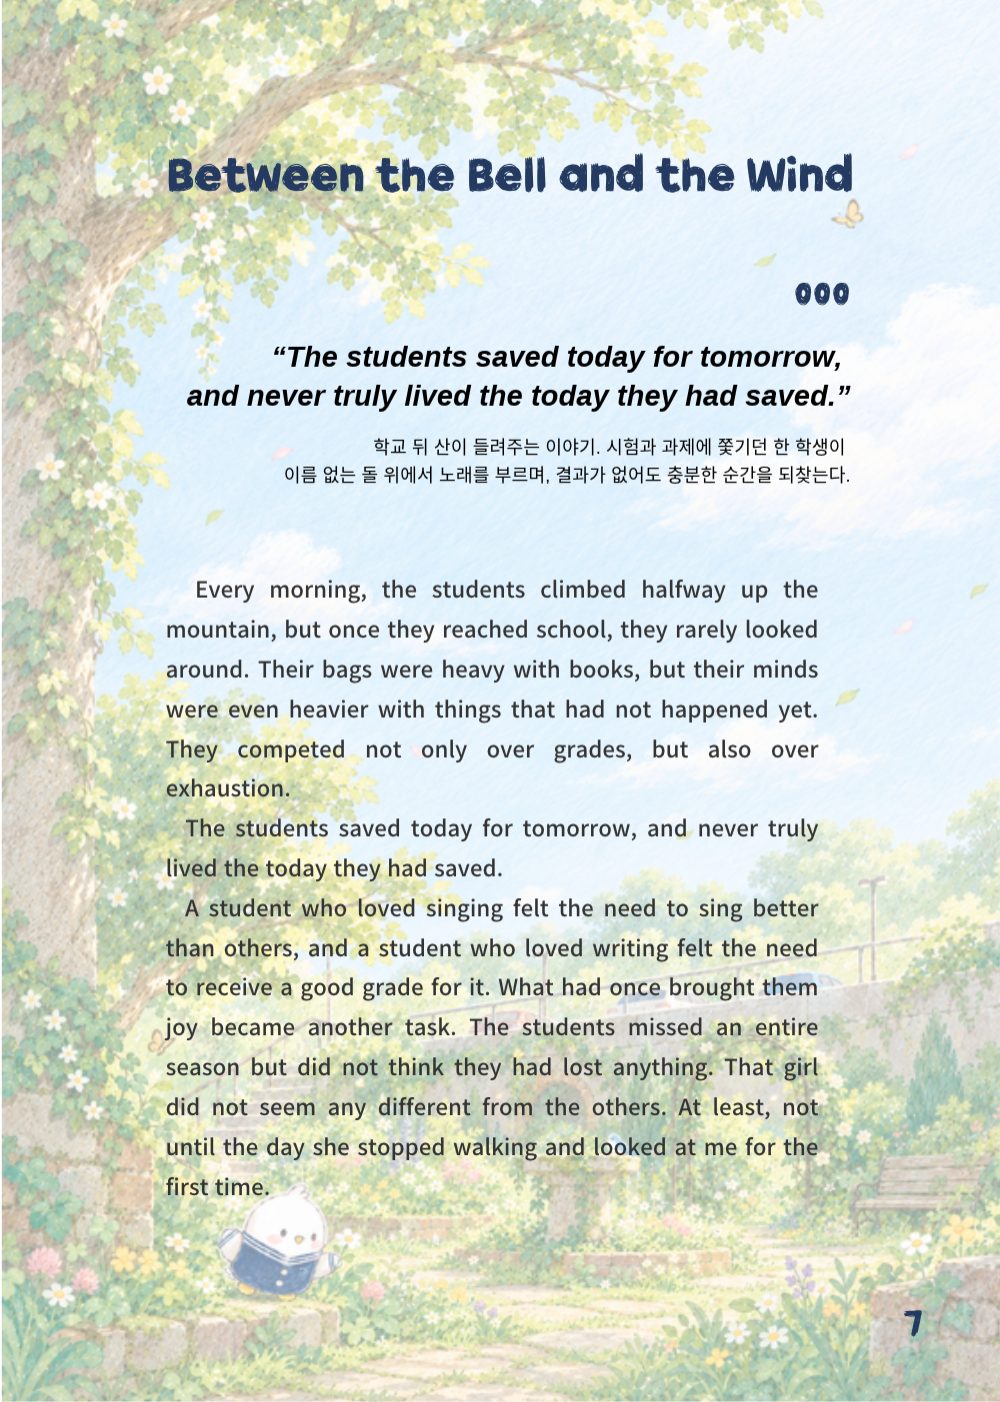 Between the Bell and the Wind
000
“The students saved today for tomorrow,
and never truly lived the today they had saved.”
학교 뒤 산이 들려주는 이야기. 시험과 과제에 쫓기던 한 학생이
이름 없는 돌 위에서 노래를 부르며, 결과가 없어도 충분한 순간을 되찾는다.
Every morning, the students climbed halfway up the
mountain, but once they reached school, they rarely looked
around. Their bags were heavy with books, but their minds
were even heavier with things that had not happened yet.
They competed not only over grades, but also over
exhaustion.
The students saved today for tomorrow, and never truly
lived the today they had saved.
A student who loved singing felt the need to sing better
than others, and a student who loved writing felt the need
to receive a good grade for it. What had once brought them
joy became another task. The students missed an entire
season but did not think they had lost anything. That girl
did not seem any different from the others. At least, not
until the day she stopped walking and looked at me for the
first time.
7